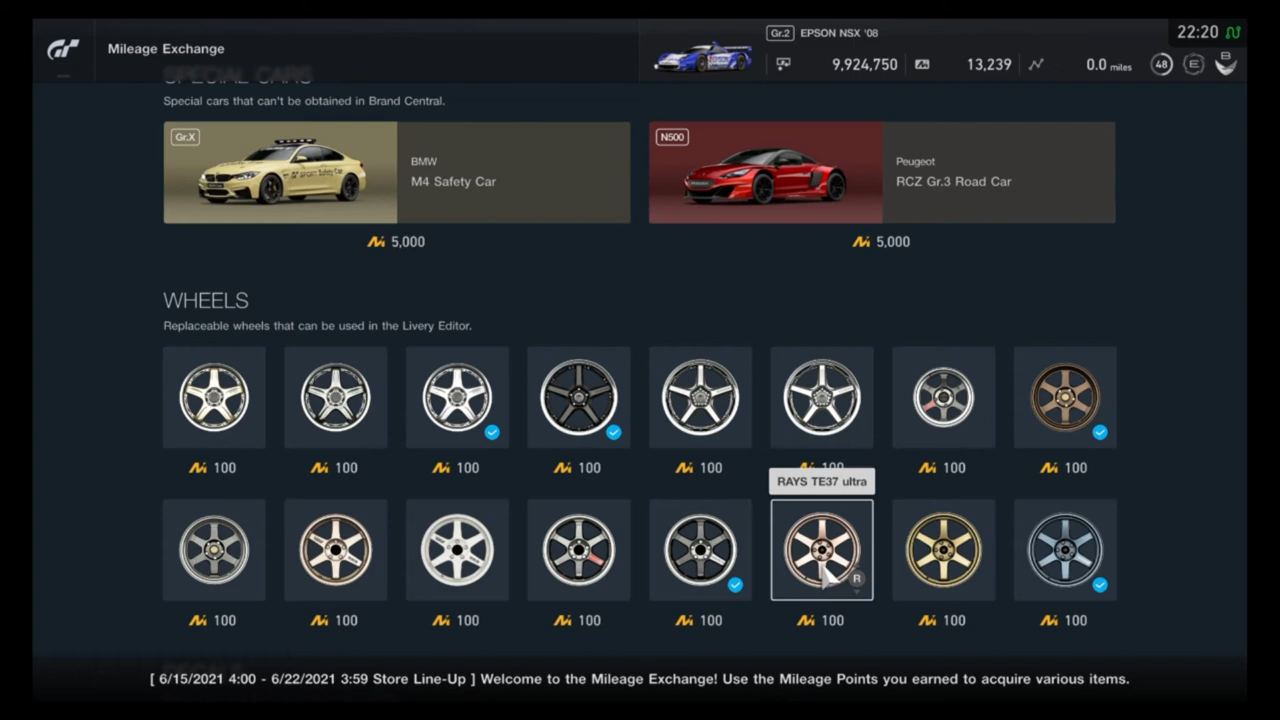 Mileage Exchange
Gr.2 EPSON NSX '08
9,924,750
13,239
0.0 miles
48
E
B
22:20
SPECIAL CARS
Special cars that can't be obtained in Brand Central.
Gr.X
BMW
M4 Safety Car
5,000
N500
Peugeot
RCZ Gr.3 Road Car
5,000
WHEELS
Replaceable wheels that can be used in the Livery Editor.
100 100 100 100 100 100 100 100
RAYS TE37 ultra
R
100 100 100 100 100 100 100 100
[ 6/15/2021 4:00 - 6/22/2021 3:59 Store Line-Up ] Welcome to the Mileage Exchange! Use the Mileage Points you earned to acquire various items.